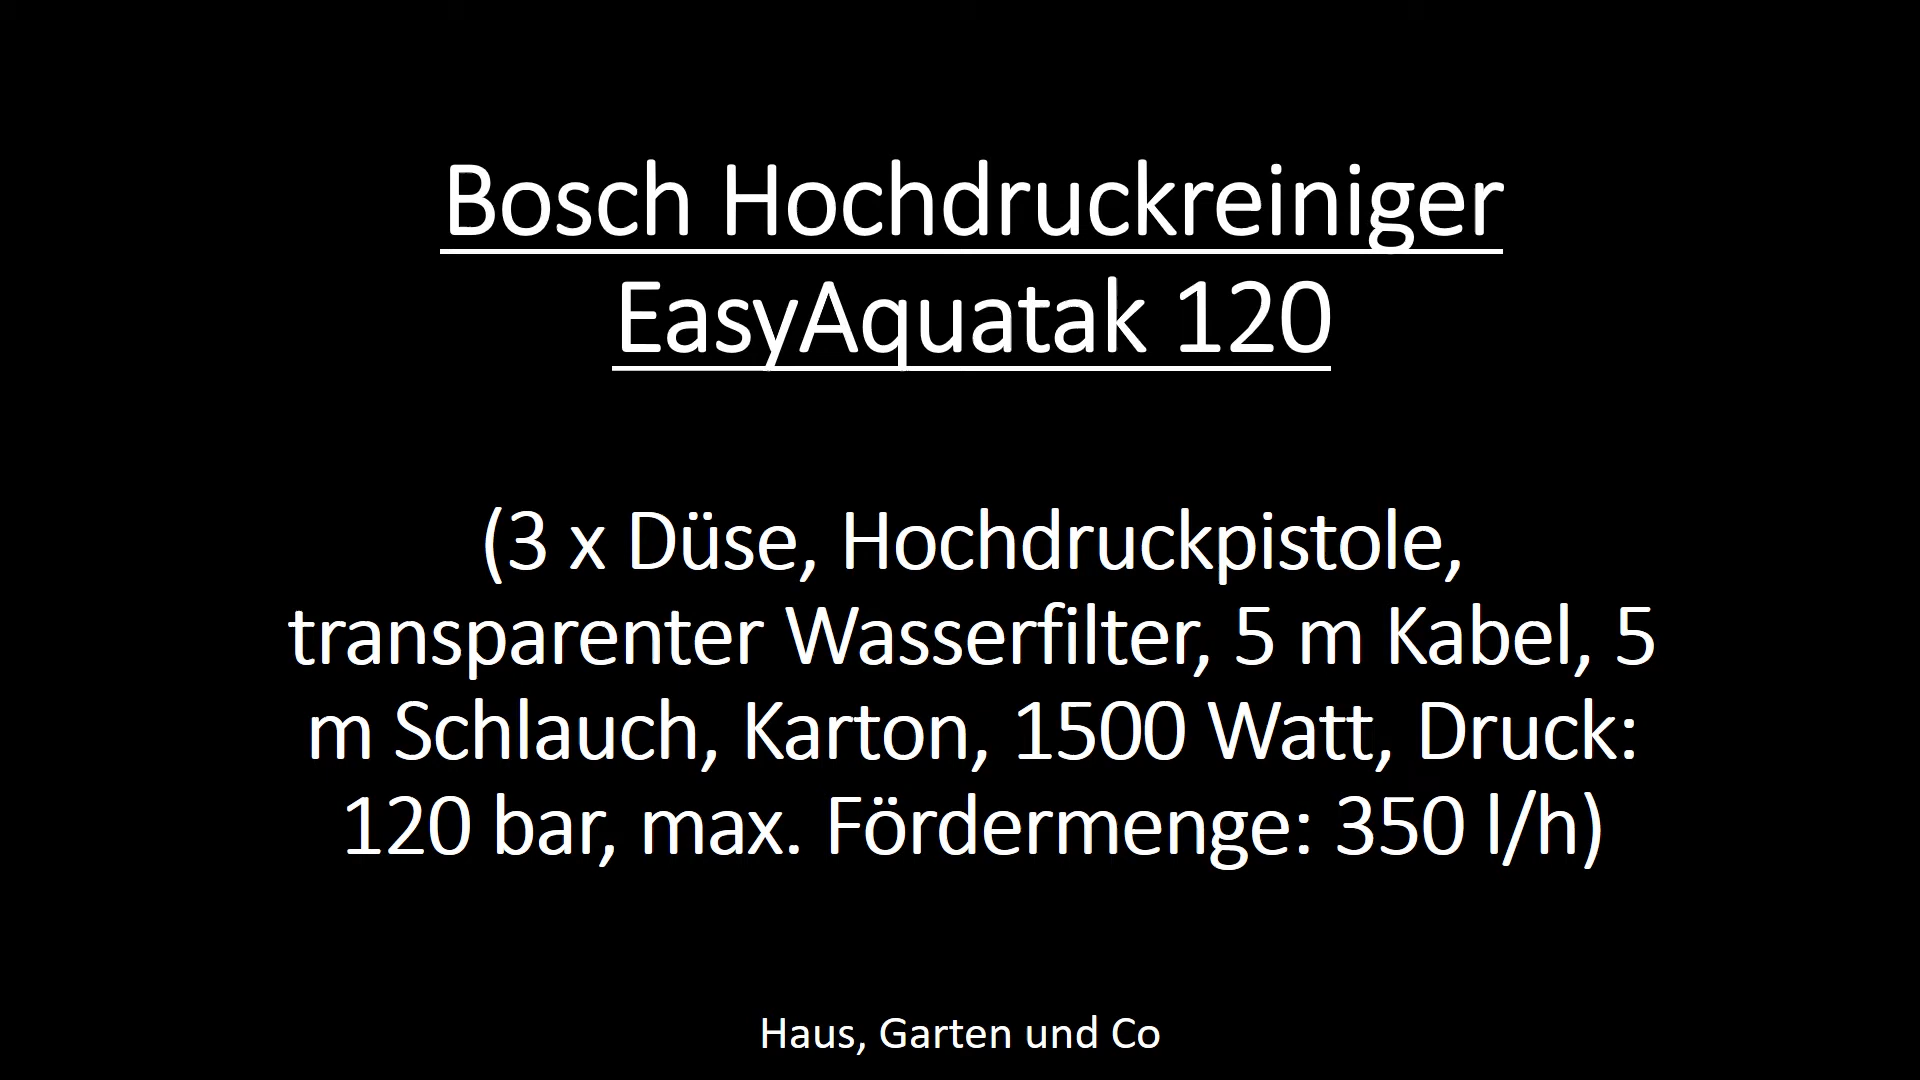 Bosch Hochdruckreiniger
EasyAquatak 120
(3 x Düse, Hochdruckpistole,
transparenter Wasserfilter, 5 m Kabel, 5
m Schlauch, Karton, 1500 Watt, Druck:
120 bar, max. Fördermenge: 350 l/h)
Haus, Garten und Co